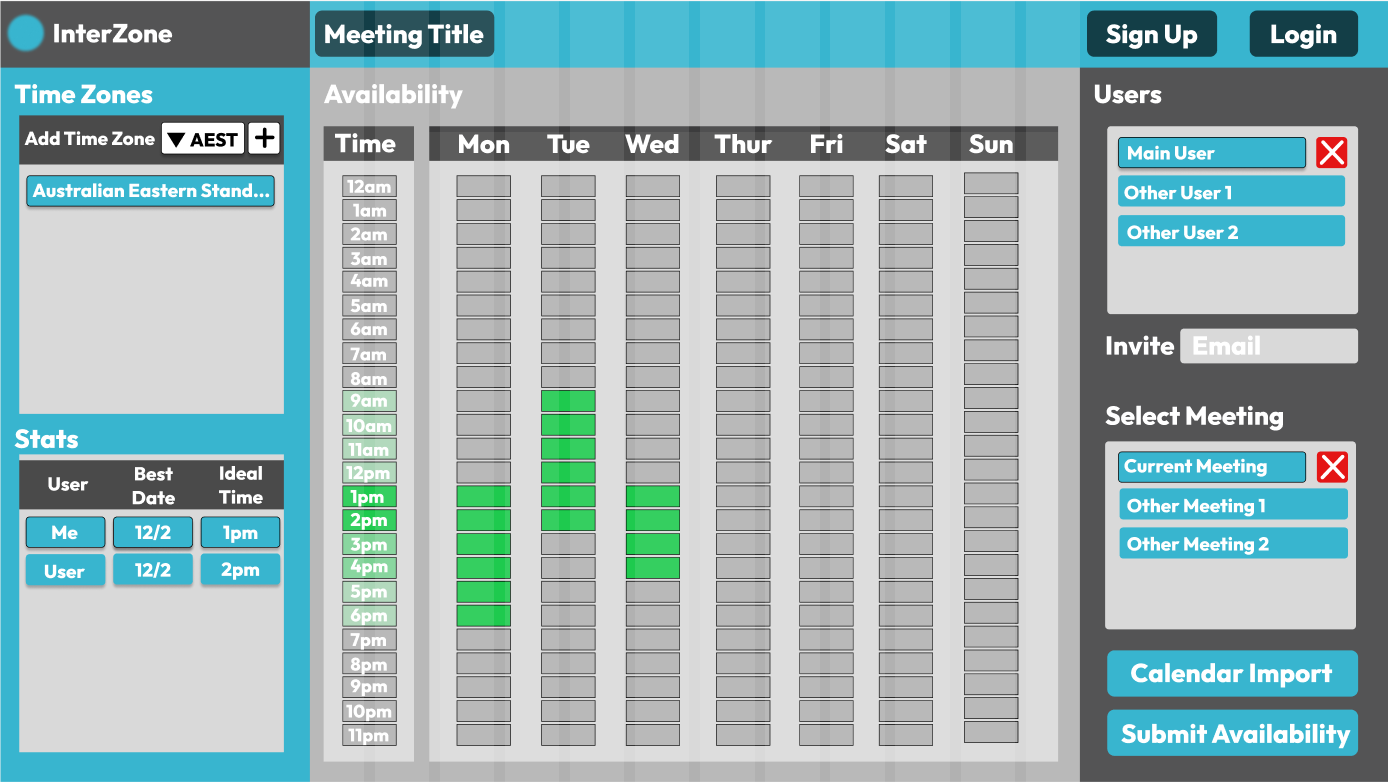 InterZone
Meeting Title
Sign Up
Login
Time Zones
Add Time Zone
▼ AEST
+
Australian Eastern Stand...
Stats
User
Best Date
Ideal Time
Me
12/2
1pm
User
12/2
2pm
Availability
Time
Mon
Tue
Wed
Thur
Fri
Sat
Sun
12am
1am
2am
3am
4am
5am
6am
7am
8am
9am
10am
11am
12pm
1pm
2pm
3pm
4pm
5pm
6pm
7pm
8pm
9pm
10pm
11pm
Users
Main User
Other User 1
Other User 2
Invite
Email
Select Meeting
Current Meeting
Other Meeting 1
Other Meeting 2
Calendar Import
Submit Availability